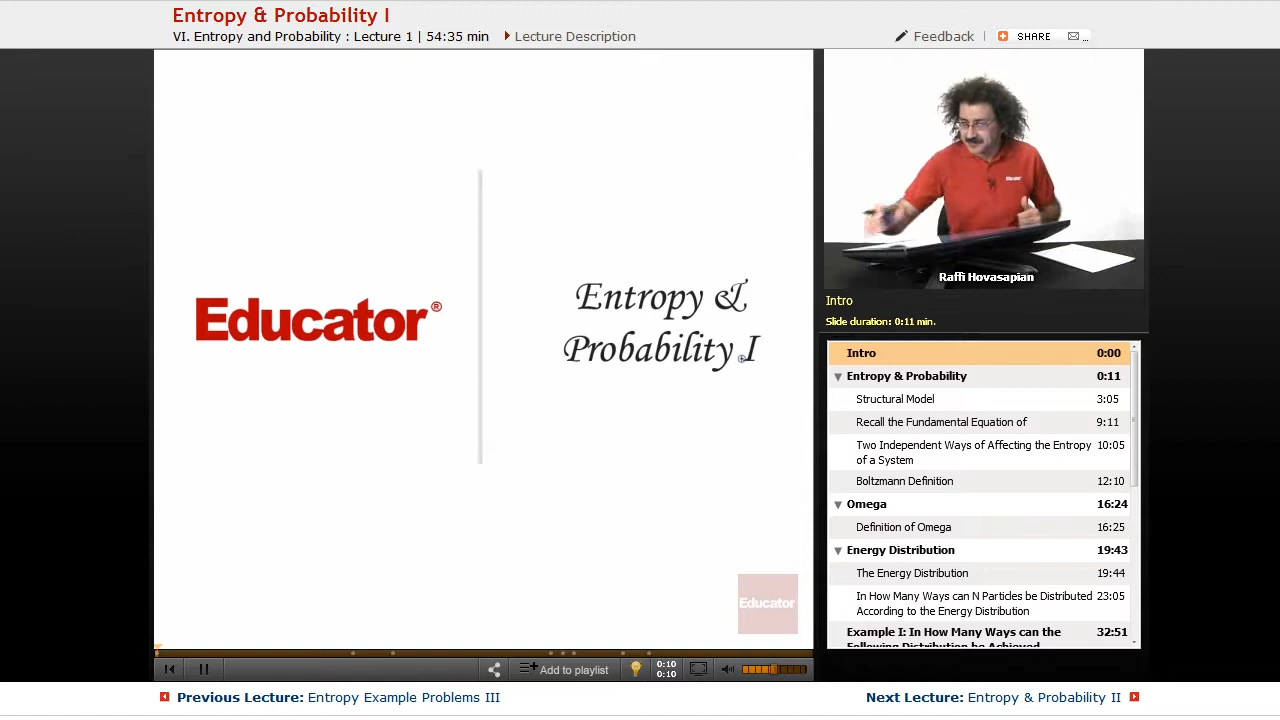 Entropy & Probability I
VI. Entropy and Probability : Lecture 1 | 54:35 min
Lecture Description
Feedback
SHARE
...
Educator®
Entropy &
Probability I
Educator
Raffi Hovasapian
Intro
Slide duration: 0:11 min.
Intro 0:00
Entropy & Probability 0:11
Structural Model 3:05
Recall the Fundamental Equation of 9:11
Two Independent Ways of Affecting the Entropy 10:05
of a System
Boltzmann Definition 12:10
Omega 16:24
Definition of Omega 16:25
Energy Distribution 19:43
The Energy Distribution 19:44
In How Many Ways can N Particles be Distributed 23:05
According to the Energy Distribution
Example I: In How Many Ways can the 32:51
Following Distribution be Achieved
Add to playlist
0:10
0:10
Previous Lecture: Entropy Example Problems III
Next Lecture: Entropy & Probability II